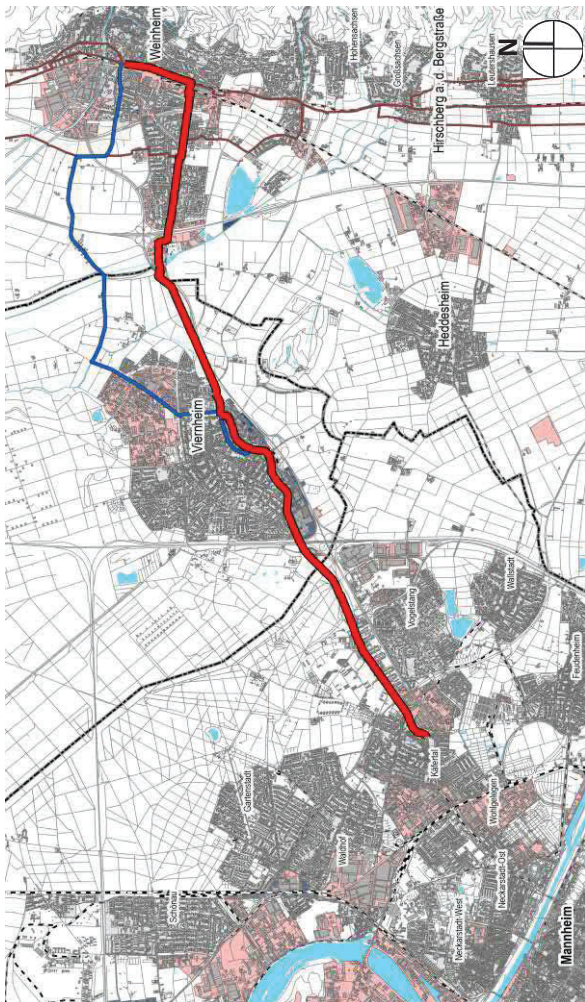 Weinheim
Hohensachsen
Großsachsen
Hirschberg a. d. Bergstraße
Leutershausen
N
Viernheim
Heddesheim
Vogelstang
Wallstadt
Feudenheim
Käfertal
Gartenstadt
Waldhof
Wohlgelegen
Schönau
Neckarstadt-West
Neckarstadt-Ost
Mannheim